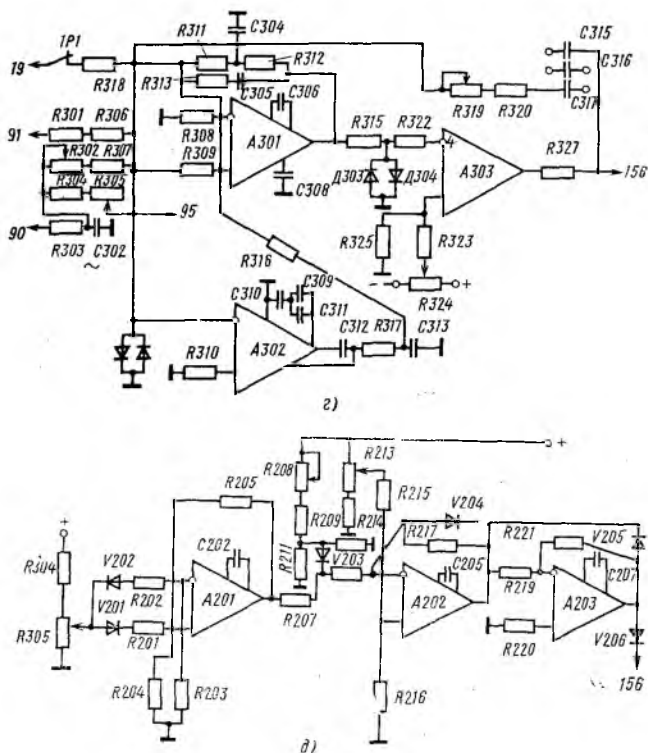 C304
R311
R312
1P1
19
R318
R313
C305
C306
C315
C316
C317
R319
R320
91
R301
R306
R308
A301
R315
R322
A303
R327
156
R302
R307
R309
R304
R305
C308
Д303
Д304
95
90
R303
C302
~
R325
R323
R316
−
+
R324
C310
C309
C311
C312
R317
C313
A302
R310
г)
+
R205
R208
R213
R215
V204
R209
R214
R217
R221
V205
+
R304
V202
C202
R211
V203
C205
C207
R202
A201
A202
R219
A203
R305
V201
R201
R207
R220
V206
R204
R203
R216
156
д)